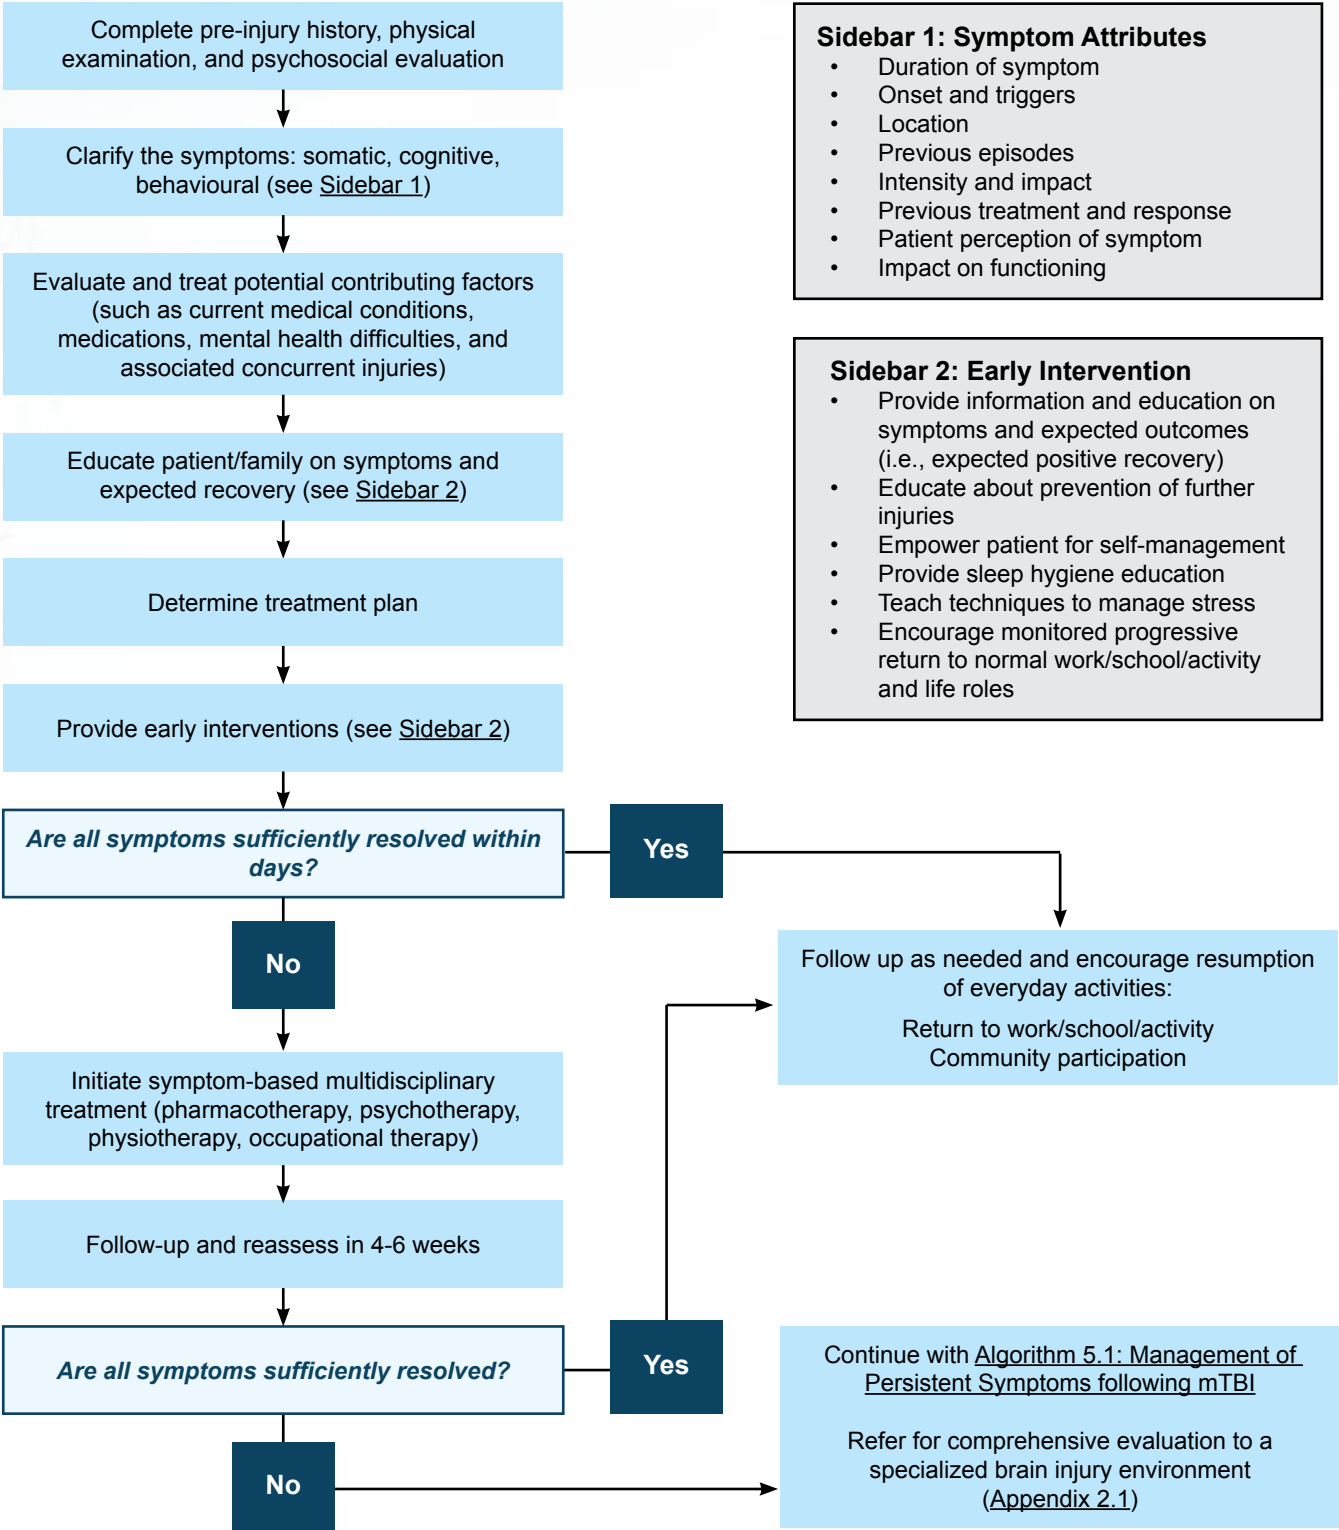 Complete pre-injury history, physical
examination, and psychosocial evaluation
Clarify the symptoms: somatic, cognitive,
behavioural (see Sidebar 1)
Evaluate and treat potential contributing factors
(such as current medical conditions,
medications, mental health difficulties, and
associated concurrent injuries)
Educate patient/family on symptoms and
expected recovery (see Sidebar 2)
Determine treatment plan
Provide early interventions (see Sidebar 2)
Are all symptoms sufficiently resolved within
days?
Yes
No
Initiate symptom-based multidisciplinary
treatment (pharmacotherapy, psychotherapy,
physiotherapy, occupational therapy)
Follow-up and reassess in 4-6 weeks
Are all symptoms sufficiently resolved?
Yes
No
Sidebar 1: Symptom Attributes
• Duration of symptom
• Onset and triggers
• Location
• Previous episodes
• Intensity and impact
• Previous treatment and response
• Patient perception of symptom
• Impact on functioning
Sidebar 2: Early Intervention
• Provide information and education on
symptoms and expected outcomes
(i.e., expected positive recovery)
• Educate about prevention of further
injuries
• Empower patient for self-management
• Provide sleep hygiene education
• Teach techniques to manage stress
• Encourage monitored progressive
return to normal work/school/activity
and life roles
Follow up as needed and encourage resumption
of everyday activities:
Return to work/school/activity
Community participation
Continue with Algorithm 5.1: Management of
Persistent Symptoms following mTBI
Refer for comprehensive evaluation to a
specialized brain injury environment
(Appendix 2.1)